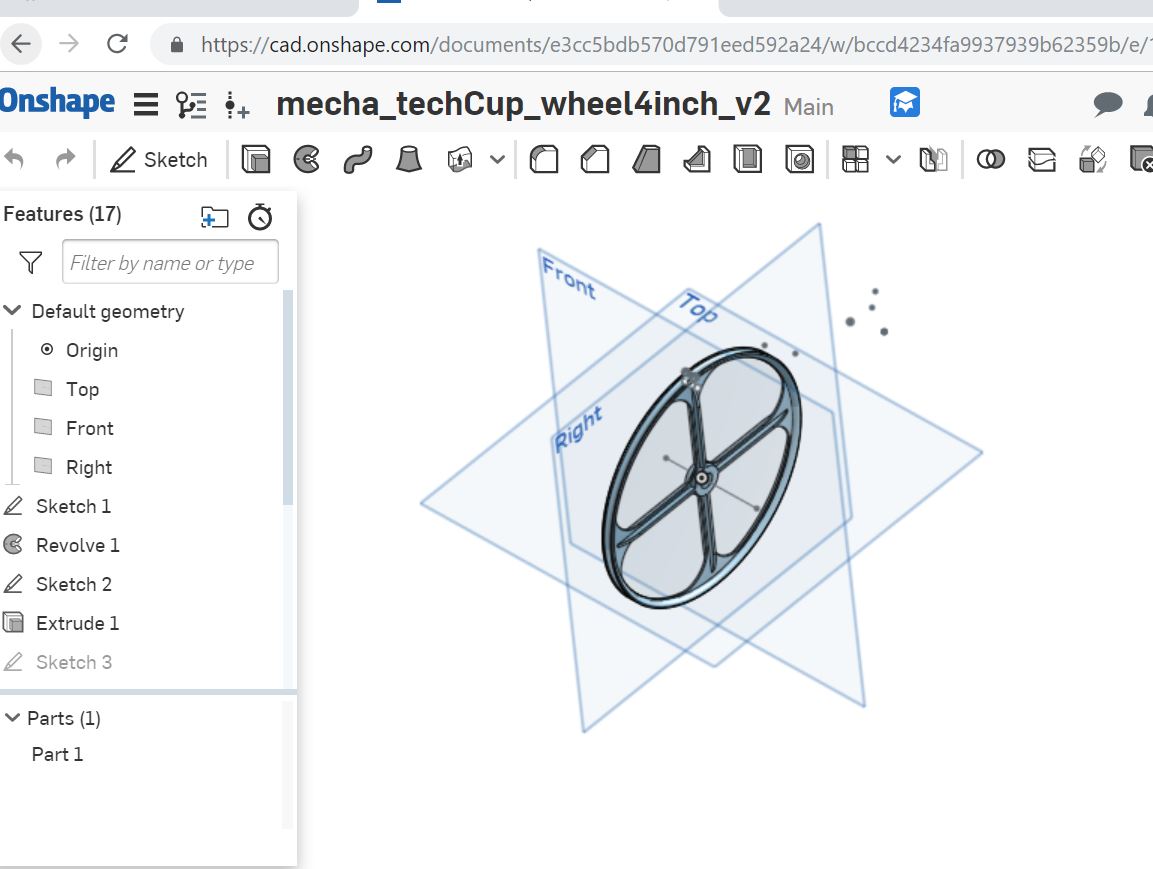 https://cad.onshape.com/documents/e3cc5bdb570d791eed592a24/w/bccd4234fa9937939b62359b/e/
Onshape mecha_techCup_wheel4inch_v2 Main
Sketch
Features (17)
Filter by name or type
Default geometry
Origin
Top
Front
Right
Sketch 1
Revolve 1
Sketch 2
Extrude 1
Sketch 3
Parts (1)
Part 1
Front
Top
Right